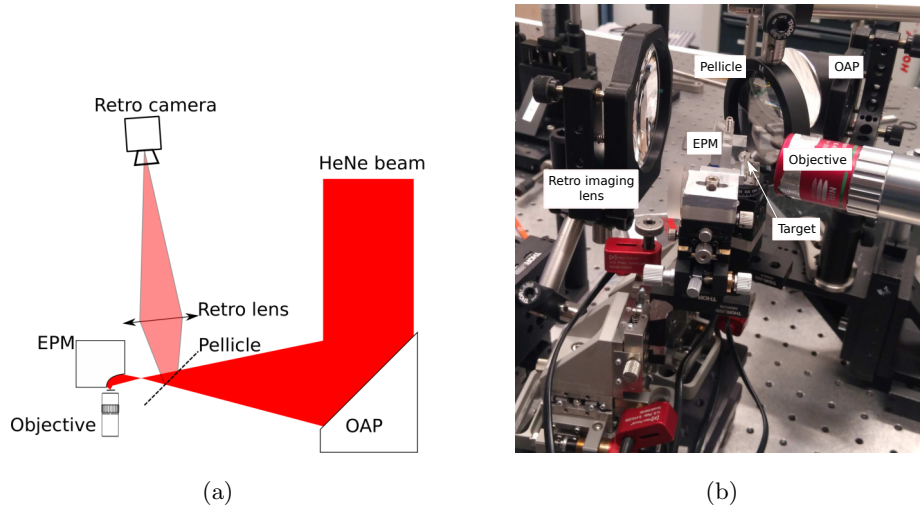 Retro camera
HeNe beam
Retro lens
EPM
Pellicle
Objective
OAP
(a)
Pellicle
OAP
EPM
Objective
Retro imaging
lens
Target
(b)